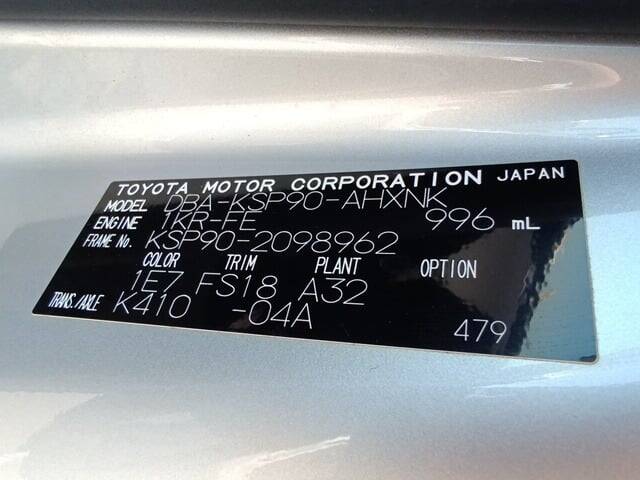 TOYOTA MOTOR CORPORATION JAPAN
MODEL DBA-KSP90-AHXNK
ENGINE 1KR-FE 996 mL
FRAME No. KSP90-2098962
COLOR TRIM PLANT OPTION
1E7 FS18 A32
TRANS./AXLE K410 -04A
479